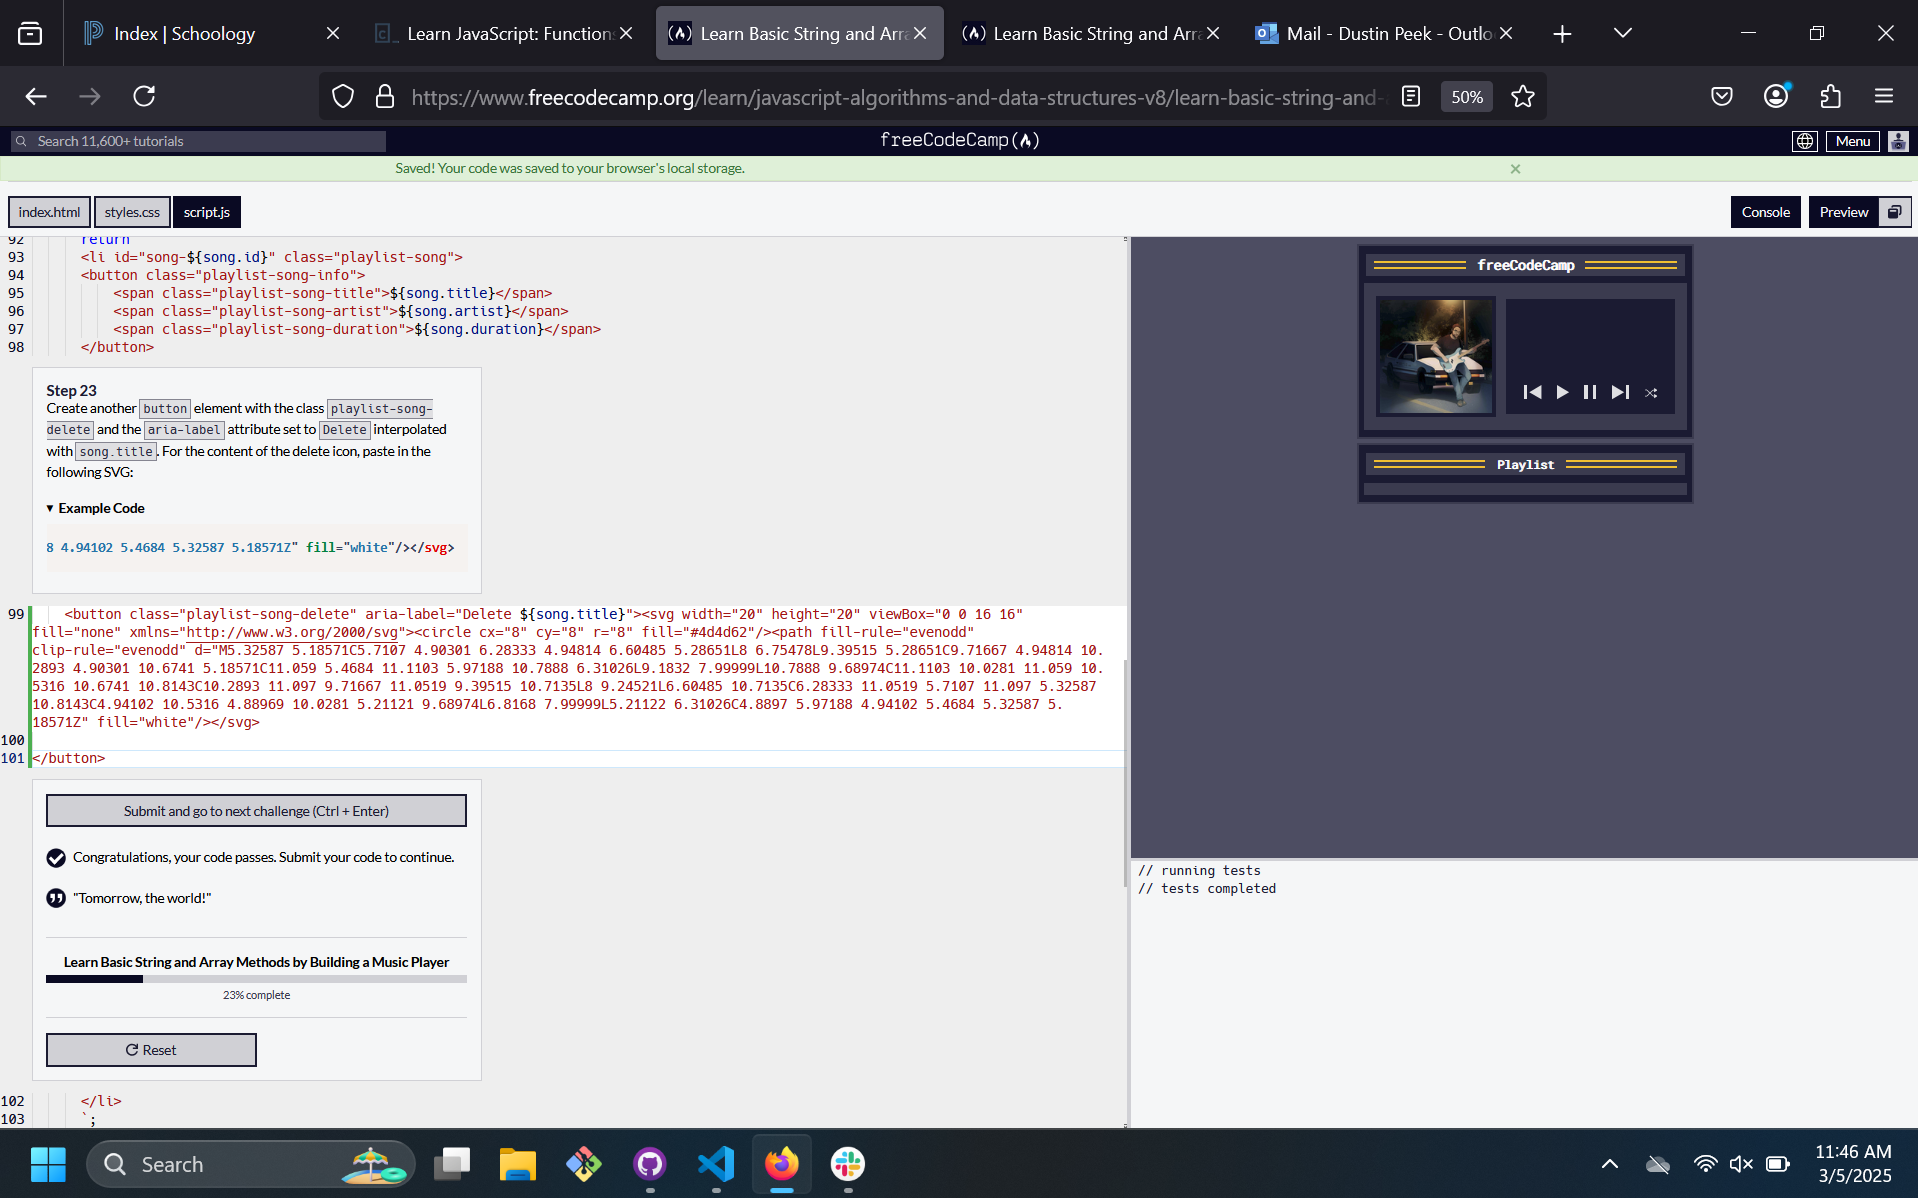 Index | Schoology
Learn JavaScript: Function
Learn Basic String and Arr
Learn Basic String and Arr
Mail - Dustin Peek - Outlo
https://www.freecodecamp.org/learn/javascript-algorithms-and-data-structures-v8/learn-basic-string-and-
50%
Search 11,600+ tutorials
freeCodeCamp(🔥)
Menu
Saved! Your code was saved to your browser's local storage.
index.html
styles.css
script.js
Console
Preview
92 return
93 <li id="song-${song.id}" class="playlist-song">
94 <button class="playlist-song-info">
95 <span class="playlist-song-title">${song.title}</span>
96 <span class="playlist-song-artist">${song.artist}</span>
97 <span class="playlist-song-duration">${song.duration}</span>
98 </button>
Step 23
Create another button element with the class playlist-song-
delete and the aria-label attribute set to Delete interpolated
with song.title. For the content of the delete icon, paste in the
following SVG:
▼ Example Code
8 4.94102 5.4684 5.32587 5.18571Z" fill="white"/></svg>
99 <button class="playlist-song-delete" aria-label="Delete ${song.title}"><svg width="20" height="20" viewBox="0 0 16 16"
fill="none" xmlns="http://www.w3.org/2000/svg"><circle cx="8" cy="8" r="8" fill="#4d4d62"/><path fill-rule="evenodd"
clip-rule="evenodd" d="M5.32587 5.18571C5.7107 4.90301 6.28333 4.94814 6.60485 5.28651L8 6.75478L9.39515 5.28651C9.71667 4.94814 10.
2893 4.90301 10.6741 5.18571C11.059 5.4684 11.1103 5.97188 10.7888 6.31026L9.1832 7.99999L10.7888 9.68974C11.1103 10.0281 11.059 10.
5316 10.6741 10.8143C10.2893 11.097 9.71667 11.0519 9.39515 10.7135L8 9.24521L6.60485 10.7135C6.28333 11.0519 5.7107 11.097 5.32587
10.8143C4.94102 10.5316 4.88969 10.0281 5.21121 9.68974L6.8168 7.99999L5.21122 6.31026C4.8897 5.97188 4.94102 5.4684 5.32587 5.
18571Z" fill="white"/></svg>
100
101 </button>
Submit and go to next challenge (Ctrl + Enter)
Congratulations, your code passes. Submit your code to continue.
"Tomorrow, the world!"
Learn Basic String and Array Methods by Building a Music Player
23% complete
Reset
102 </li>
103 `;
freeCodeCamp
Playlist
// running tests
// tests completed
Search
11:46 AM
3/5/2025